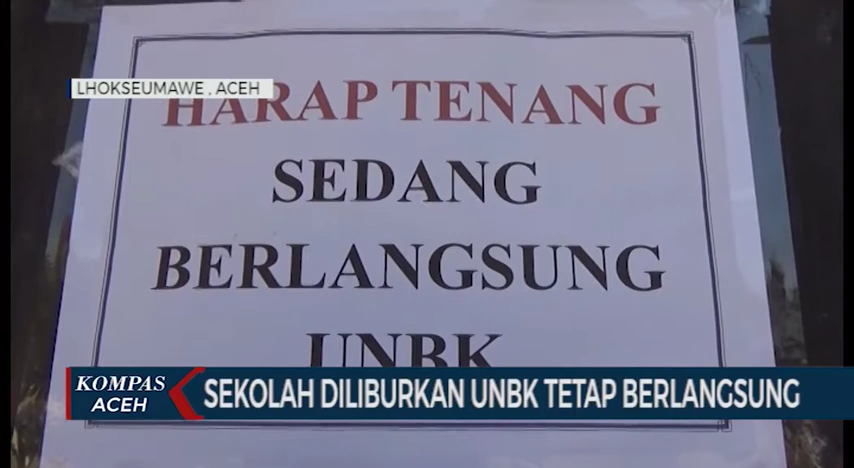 LHOKSEUMAWE , ACEH
HARAP TENANG
SEDANG
BERLANGSUNG
UNBK
KOMPAS
ACEH
SEKOLAH DILIBURKAN UNBK TETAP BERLANGSUNG